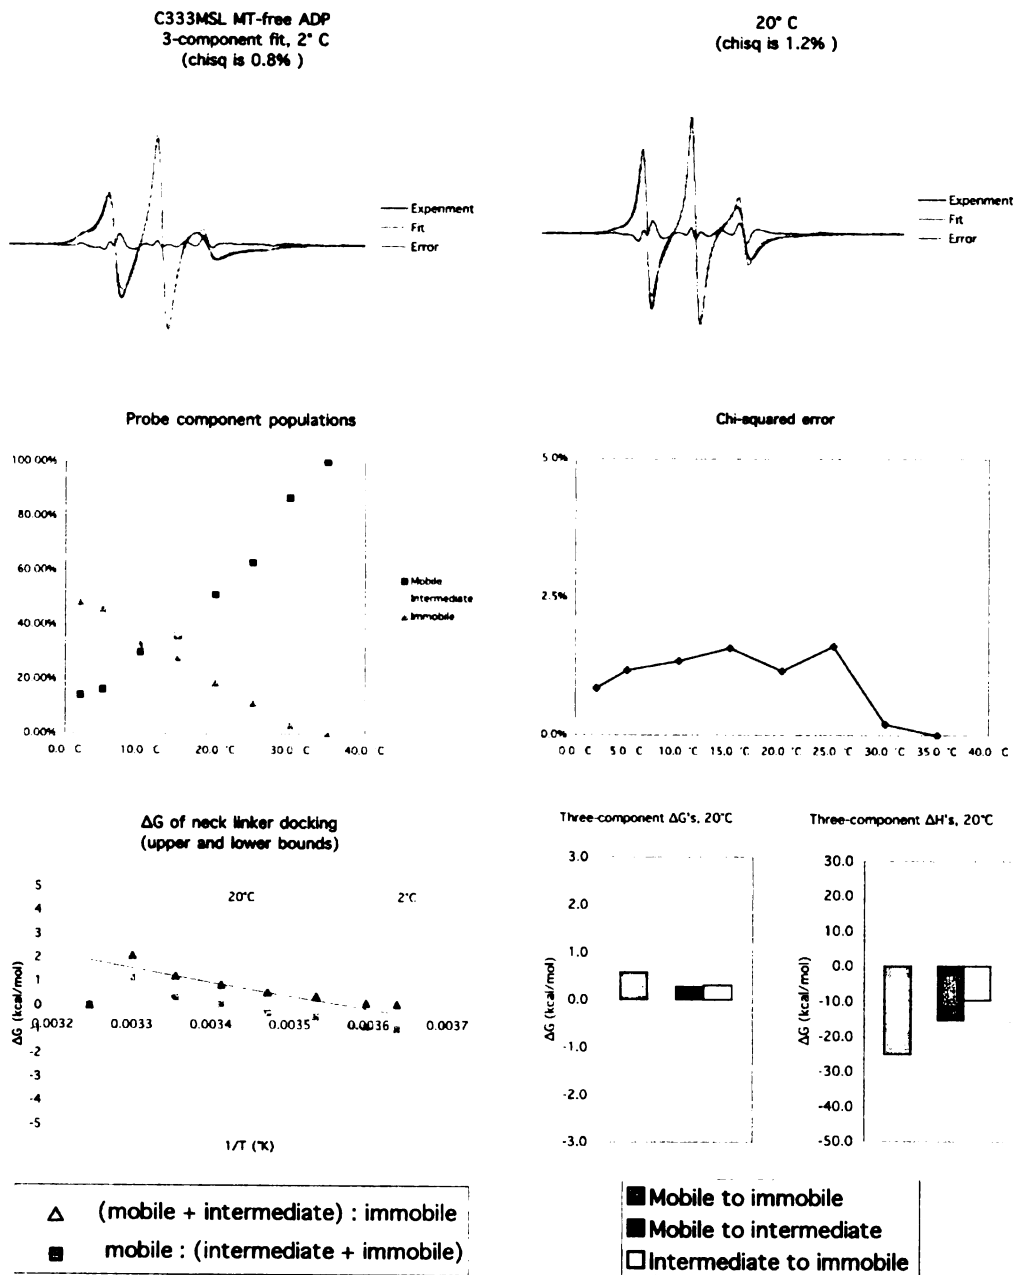 C333MSL MT-free ADP
3-component fit, 2° C
(chisq is 0.8% )
20° C
(chisq is 1.2% )
Experiment
Fit
Error
Experiment
Fit
Error
Probe component populations
100.00%
80.00%
60.00%
40.00%
20.00%
0.00%
0.0 C 10.0 °C 20.0 °C 30.0 °C 40.0 C
Mobile
Intermediate
Immobile
Chi-squared error
5.0%
2.5%
0.0%
0.0 C 5.0 °C 10.0 °C 15.0 °C 20.0 °C 25.0 °C 30.0 °C 35.0 °C 40.0 C
ΔG of neck linker docking
(upper and lower bounds)
ΔG (kcal/mol)
5
4
3
2
1
0
-1
-2
-3
-4
-5
20°C 2°C
0.0032 0.0033 0.0034 0.0035 0.0036 0.0037
1/T (°K)
(mobile + intermediate) : immobile
mobile : (intermediate + immobile)
Three-component ΔG's, 20°C
ΔG (kcal/mol)
3.0
2.0
1.0
0.0
-1.0
-2.0
-3.0
Three-component ΔH's, 20°C
ΔG (kcal/mol)
30.0
20.0
10.0
0.0
-10.0
-20.0
-30.0
-40.0
-50.0
Mobile to immobile
Mobile to intermediate
Intermediate to immobile